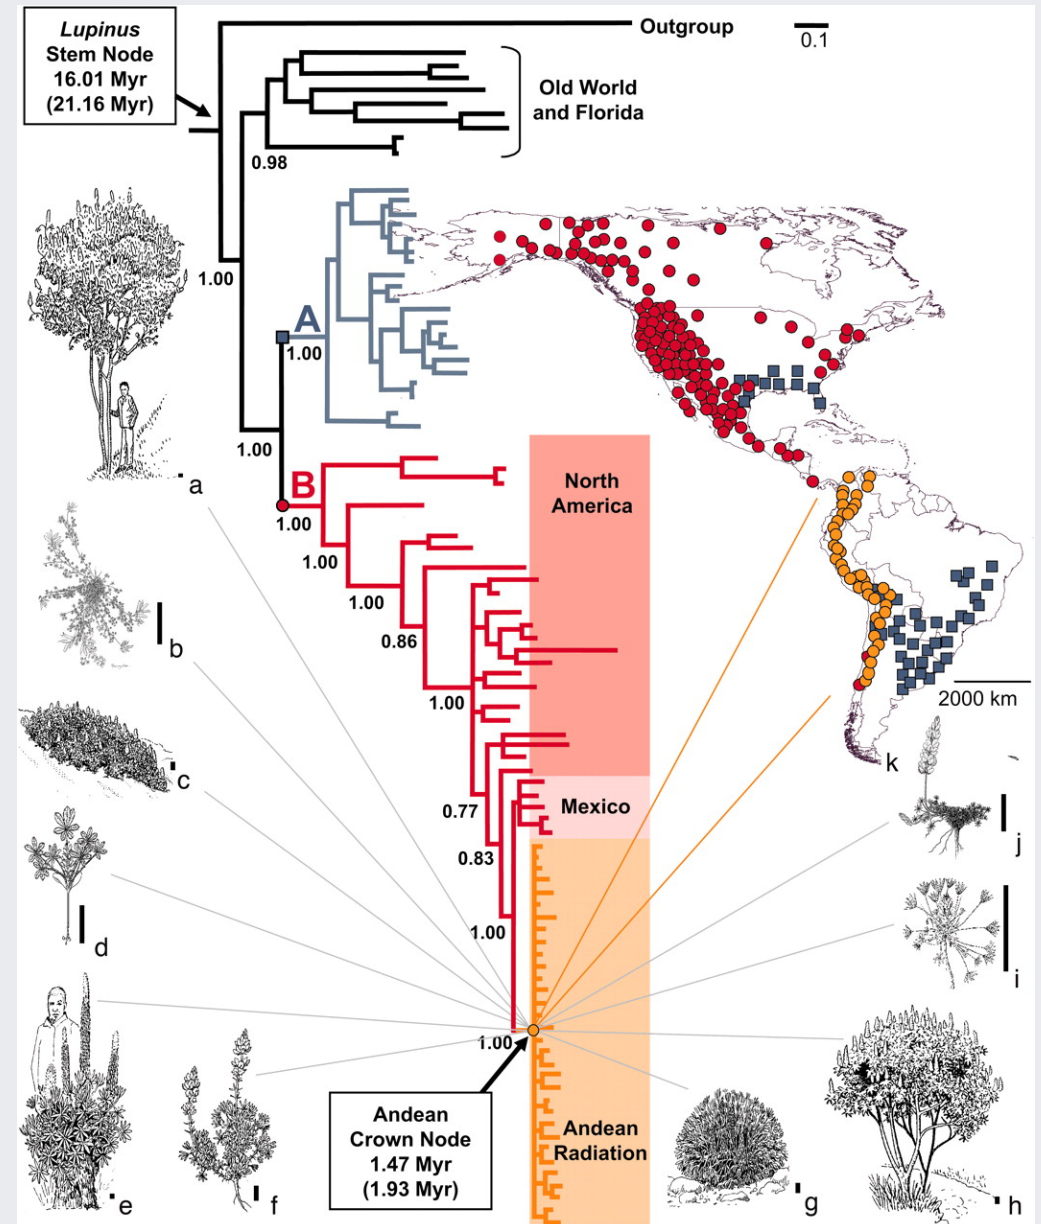 Lupinus
Stem Node
16.01 Myr
(21.16 Myr)
Outgroup
0.1
Old World
and Florida
0.98
1.00
A
1.00
1.00
B
1.00
1.00
1.00
0.86
1.00
0.77
0.83
1.00
1.00
North
America
Mexico
Andean
Radiation
Andean
Crown Node
1.47 Myr
(1.93 Myr)
2000 km
a
b
c
d
e
f
g
h
i
j
k